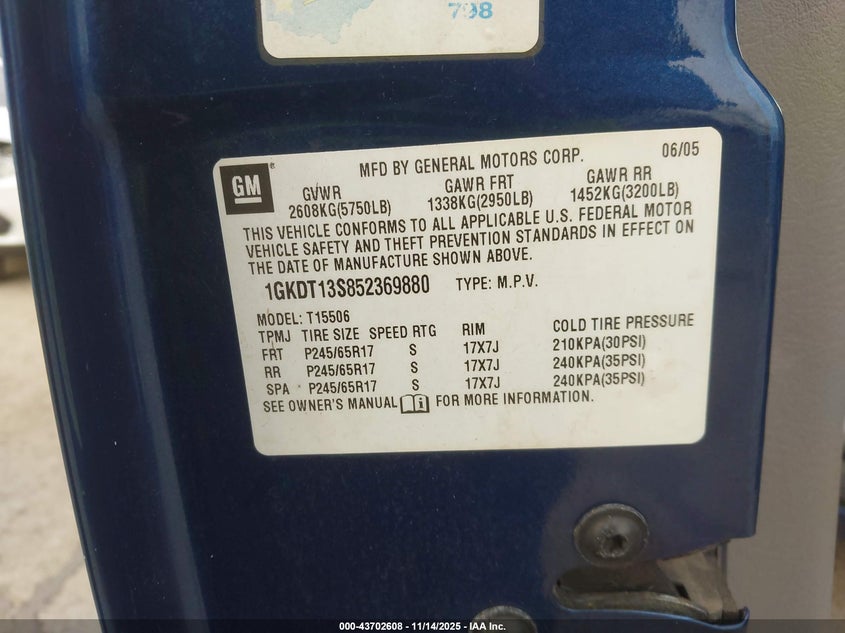 798
GM
MFD BY GENERAL MOTORS CORP.
06/05
GVWR GAWR FRT GAWR RR
2608KG(5750LB) 1338KG(2950LB) 1452KG(3200LB)
THIS VEHICLE CONFORMS TO ALL APPLICABLE U.S. FEDERAL MOTOR
VEHICLE SAFETY AND THEFT PREVENTION STANDARDS IN EFFECT ON
THE DATE OF MANUFACTURE SHOWN ABOVE.
1GKDT13S852369880 TYPE: M.P.V.
MODEL: T15506
TPMJ TIRE SIZE SPEED RTG RIM COLD TIRE PRESSURE
FRT P245/65R17 S 17X7J 210KPA(30PSI)
RR P245/65R17 S 17X7J 240KPA(35PSI)
SPA P245/65R17 S 17X7J 240KPA(35PSI)
SEE OWNER'S MANUAL FOR MORE INFORMATION.
000-43702608 - 11/14/2025 - IAA Inc.